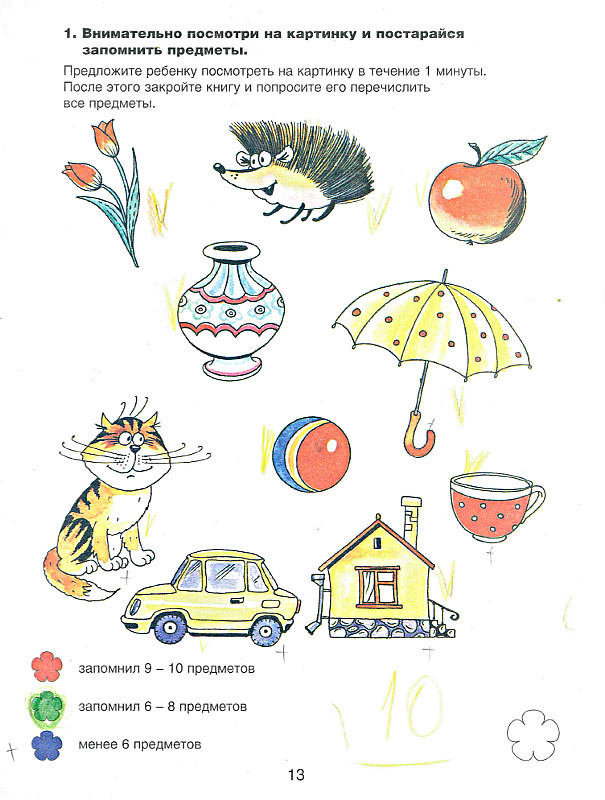 1. Внимательно посмотри на картинку и постарайся
запомнить предметы.
Предложите ребенку посмотреть на картинку в течение 1 минуты.
После этого закройте книгу и попросите его перечислить
все предметы.
запомнил 9 – 10 предметов
запомнил 6 – 8 предметов
менее 6 предметов
10
13